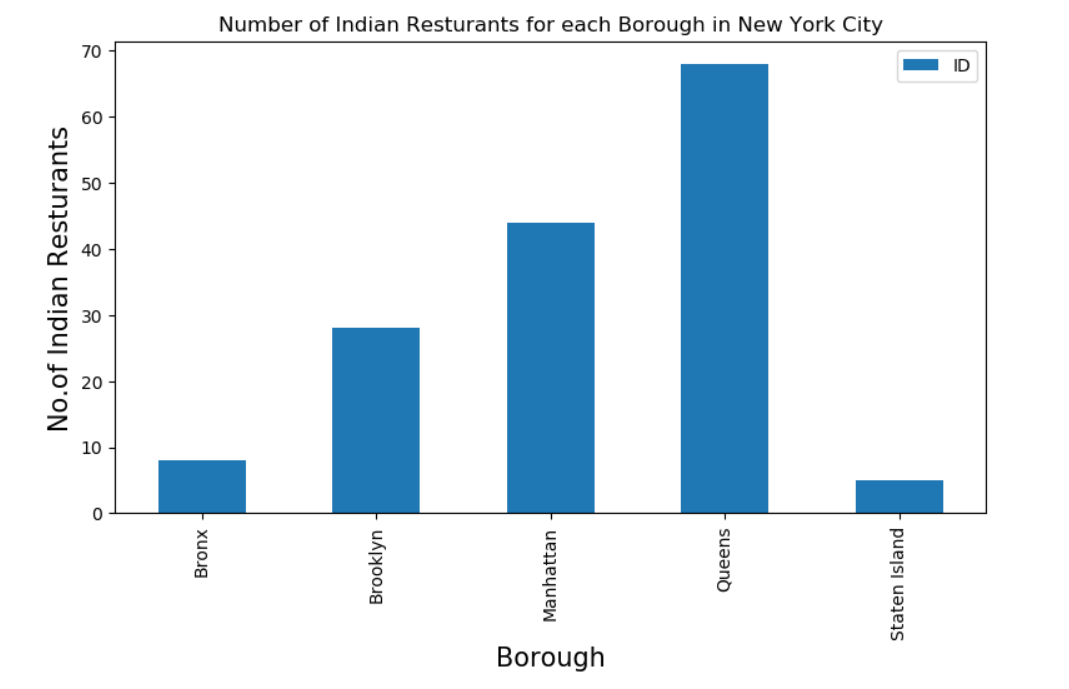 Number of Indian Resturants for each Borough in New York City
ID
No.of Indian Resturants
70
60
50
40
30
20
10
0
Bronx
Brooklyn
Manhattan
Queens
Staten Island
Borough